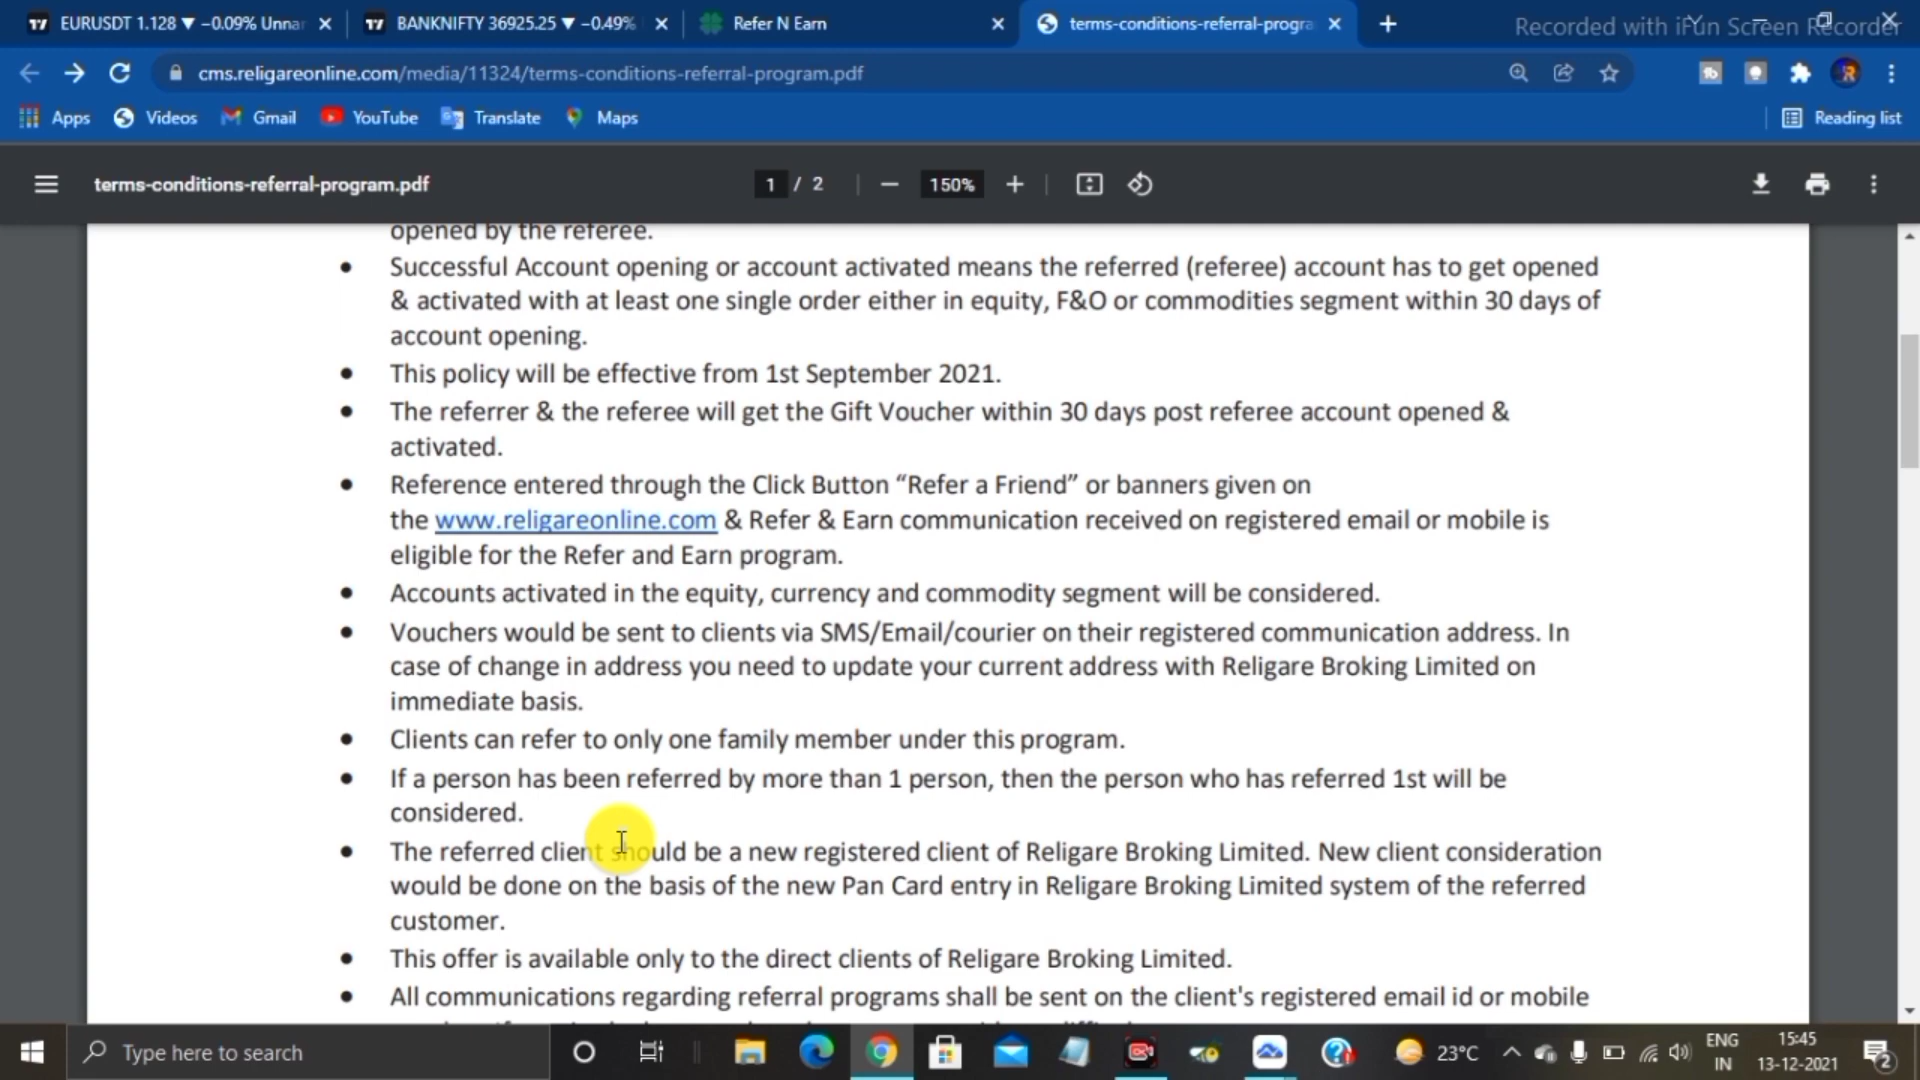 EURUSDT 1.128 ▼ −0.09% Unna
BANKNIFTY 36925.25 ▼ −0.49%
Refer N Earn
terms-conditions-referral-progra
Recorded with iFun Screen Recorder
cms.religareonline.com/media/11324/terms-conditions-referral-program.pdf
Apps
Videos
Gmail
YouTube
Translate
Maps
Reading list
terms-conditions-referral-program.pdf
1 / 2
150%
opened by the referee.
• Successful Account opening or account activated means the referred (referee) account has to get opened
& activated with at least one single order either in equity, F&O or commodities segment within 30 days of
account opening.
• This policy will be effective from 1st September 2021.
• The referrer & the referee will get the Gift Voucher within 30 days post referee account opened &
activated.
• Reference entered through the Click Button “Refer a Friend” or banners given on
the www.religareonline.com & Refer & Earn communication received on registered email or mobile is
eligible for the Refer and Earn program.
• Accounts activated in the equity, currency and commodity segment will be considered.
• Vouchers would be sent to clients via SMS/Email/courier on their registered communication address. In
case of change in address you need to update your current address with Religare Broking Limited on
immediate basis.
• Clients can refer to only one family member under this program.
• If a person has been referred by more than 1 person, then the person who has referred 1st will be
considered.
• The referred client should be a new registered client of Religare Broking Limited. New client consideration
would be done on the basis of the new Pan Card entry in Religare Broking Limited system of the referred
customer.
• This offer is available only to the direct clients of Religare Broking Limited.
• All communications regarding referral programs shall be sent on the client's registered email id or mobile
Type here to search
23°C
ENG
IN
15:45
13-12-2021
2